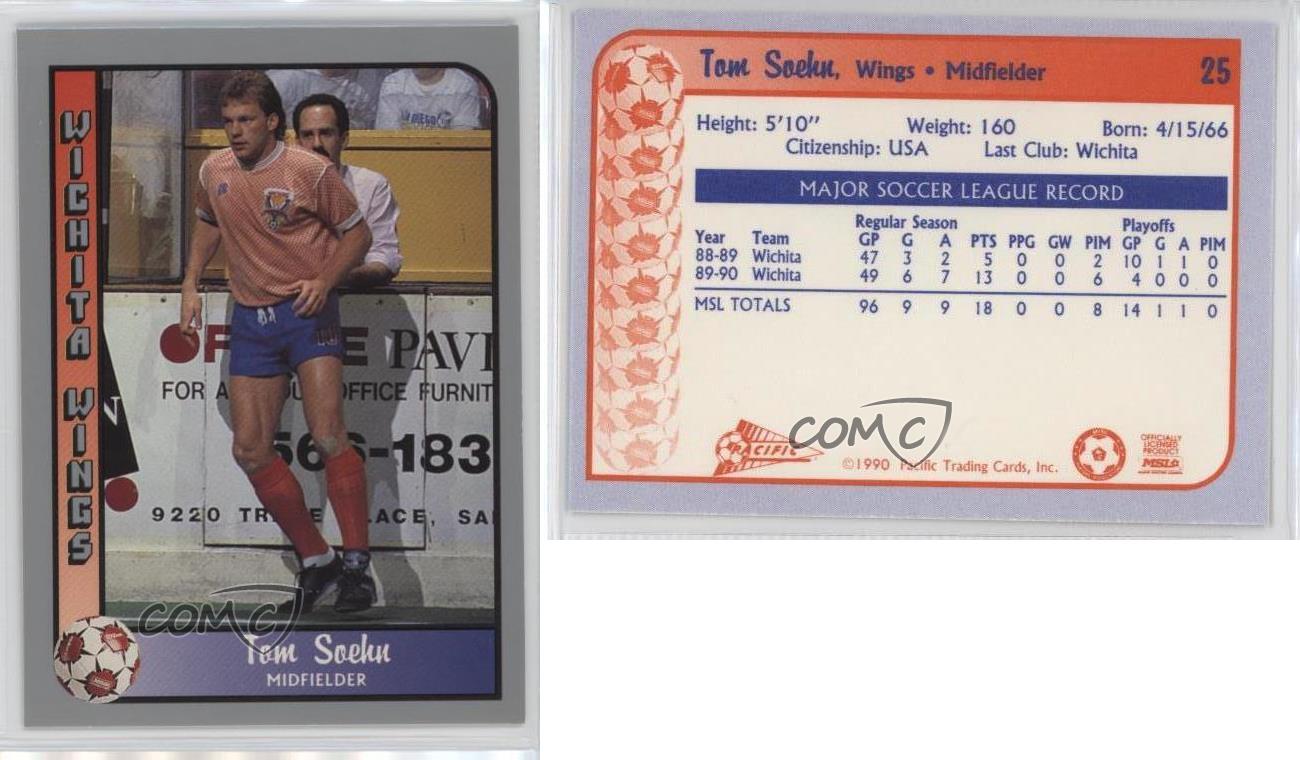 WICHITA WINGS
DIEGO
OFFICE PAVI
FOR A OUR OFFICE FURNIT
566-183
9220 TR E LACE, SA
COMC
Tom Soehn
MIDFIELDER
Tom Soehn, Wings • Midfielder 25
Height: 5'10" Weight: 160 Born: 4/15/66
Citizenship: USA Last Club: Wichita
MAJOR SOCCER LEAGUE RECORD
Regular Season Playoffs
Year Team GP G A PTS PPG GW PIM GP G A PIM
88-89 Wichita 47 3 2 5 0 0 2 10 1 1 0
89-90 Wichita 49 6 7 13 0 0 6 4 0 0 0
MSL TOTALS 96 9 9 18 0 0 8 14 1 1 0
COMC
PACIFIC
©1990 Pacific Trading Cards, Inc.
OFFICIALLY
LICENSED
PRODUCT
MSL